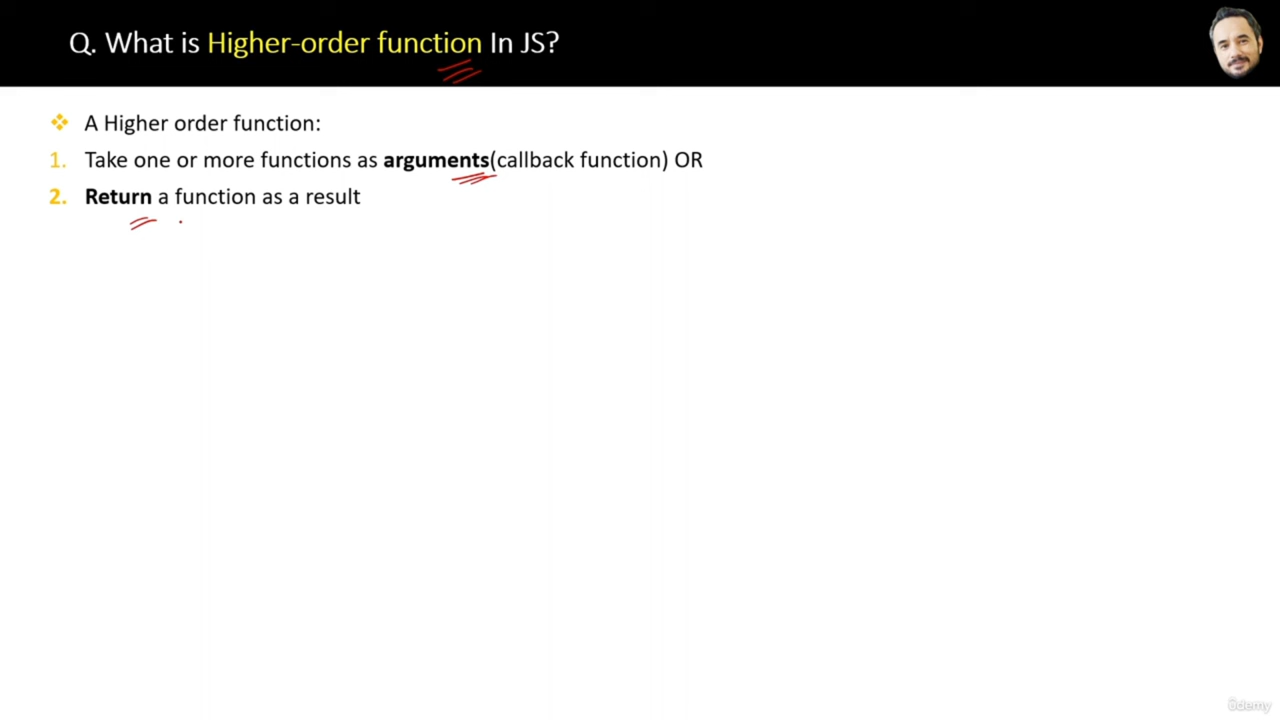 Q. What is Higher-order function In JS?
❖ A Higher order function:
1. Take one or more functions as arguments(callback function) OR
2. Return a function as a result
ûdemy